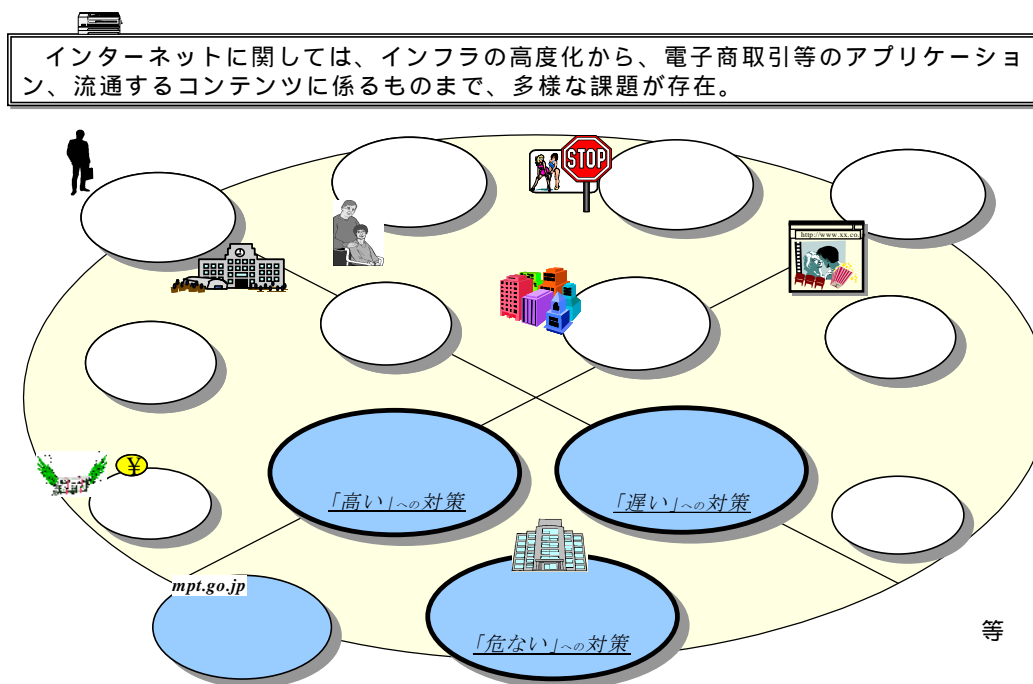 インターネットに関しては、インフラの高度化から、電子商取引等のアプリケーショ
ン、流通するコンテンツに係るものまで、多様な課題が存在。
STOP
http://www.xx.co.j
¥
「高い」への対策
「遅い」への対策
mpt.go.jp
「危ない」への対策
等